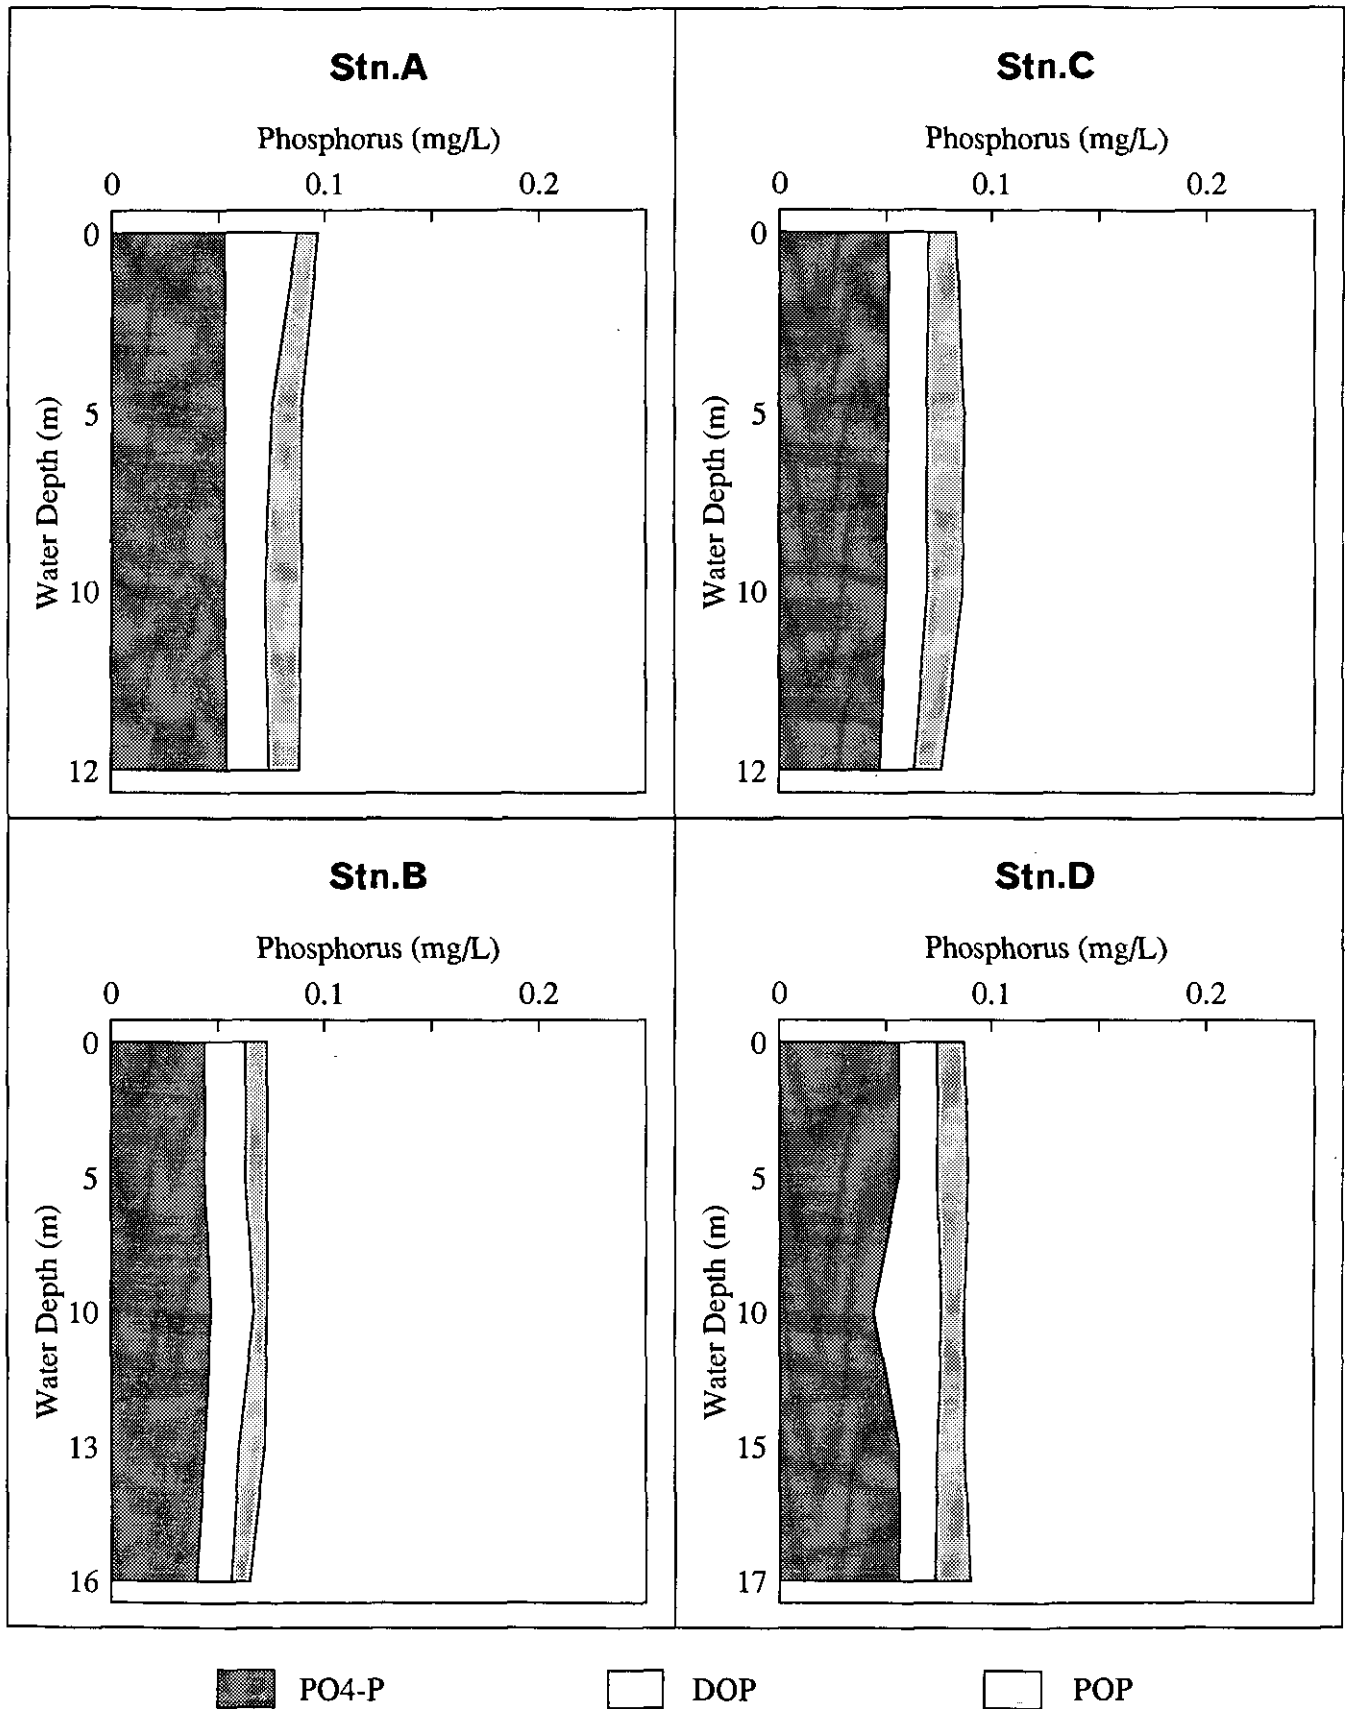 Stn.A
Phosphorus (mg/L)
0 0.1 0.2
Water Depth (m)
0
5
10
12
Stn.C
Phosphorus (mg/L)
0 0.1 0.2
Water Depth (m)
0
5
10
12
Stn.B
Phosphorus (mg/L)
0 0.1 0.2
Water Depth (m)
0
5
10
13
16
Stn.D
Phosphorus (mg/L)
0 0.1 0.2
Water Depth (m)
0
5
10
15
17
PO4-P DOP POP